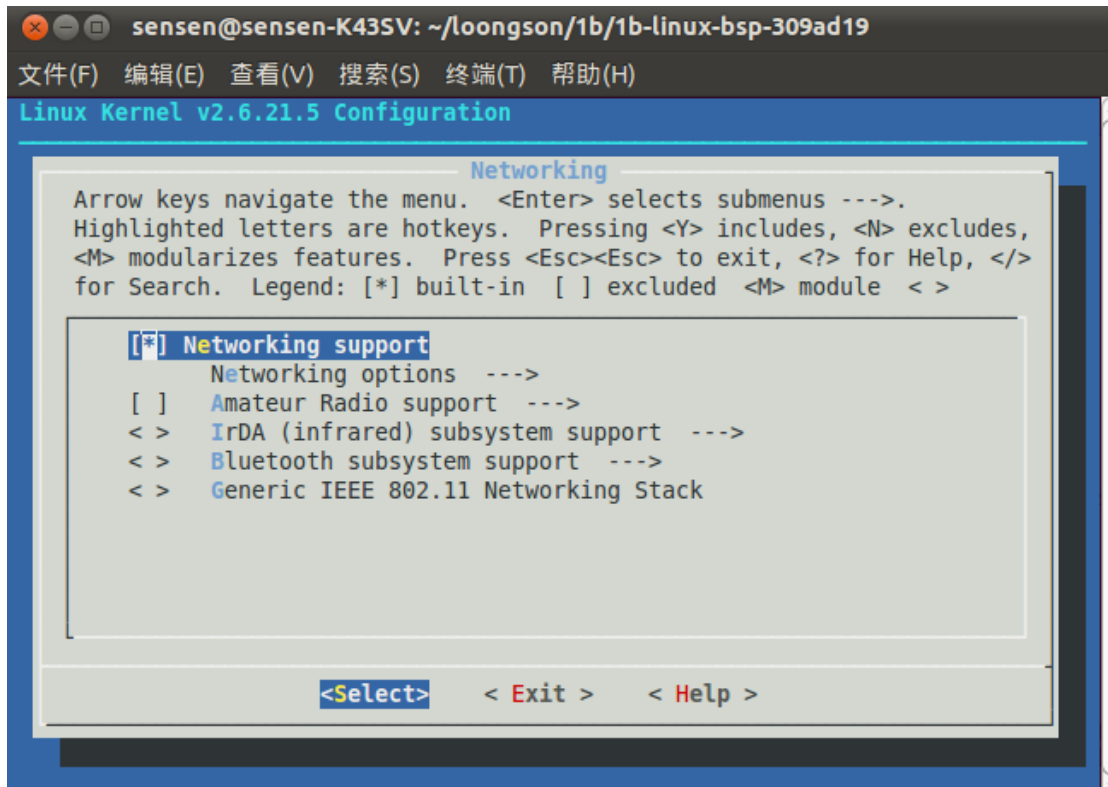 sensen@sensen-K43SV: ~/loongson/1b/1b-linux-bsp-309ad19
文件(F) 编辑(E) 查看(V) 搜索(S) 终端(T) 帮助(H)
Linux Kernel v2.6.21.5 Configuration
Networking
Arrow keys navigate the menu.  <Enter> selects submenus --->.
Highlighted letters are hotkeys.  Pressing <Y> includes, <N> excludes,
<M> modularizes features.  Press <Esc><Esc> to exit, <?> for Help, </>
for Search.  Legend: [*] built-in  [ ] excluded  <M> module  < >
[*] Networking support
Networking options  --->
[ ]   Amateur Radio support  --->
< >   IrDA (infrared) subsystem support  --->
< >   Bluetooth subsystem support  --->
< >   Generic IEEE 802.11 Networking Stack
<Select>    < Exit >    < Help >